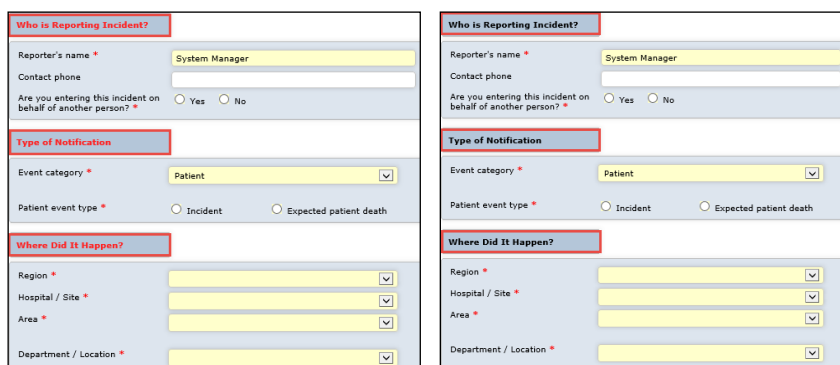 Who is Reporting Incident?
Reporter's name *
System Manager
Contact phone
Are you entering this incident on
behalf of another person? *
Yes No
Type of Notification
Event category *
Patient
Patient event type *
Incident Expected patient death
Where Did It Happen?
Region *
Hospital / Site *
Area *
Department / Location *
Who is Reporting Incident?
Reporter's name *
System Manager
Contact phone
Are you entering this incident on
behalf of another person? *
Yes No
Type of Notification
Event category *
Patient
Patient event type *
Incident Expected patient death
Where Did It Happen?
Region *
Hospital / Site *
Area *
Department / Location *